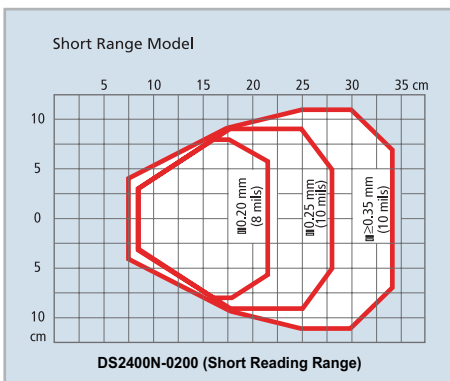 Short Range Model
5 10 15 20 25 30 35 cm
10
5
0
5
10
cm
0.20 mm
(8 mils)
0.25 mm
(10 mils)
≥0.35 mm
(10 mils)
DS2400N-0200 (Short Reading Range)